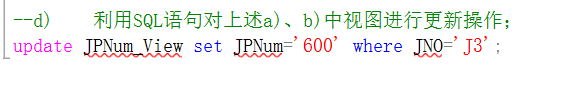 --d) 利用SQL语句对上述a)、b)中视图进行更新操作;
update JPNum_View set JPNum='600' where JNO='J3';